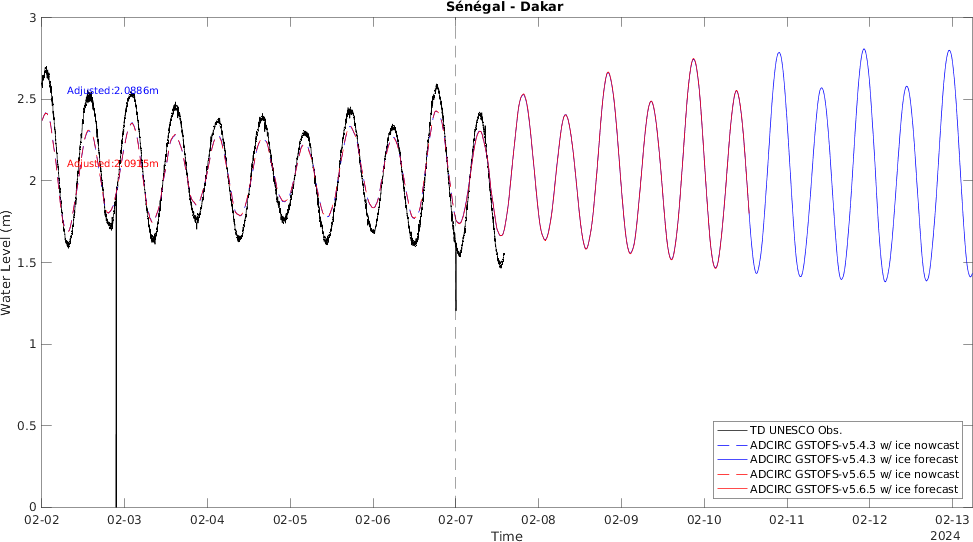 Sénégal - Dakar
Water Level (m)
3
2.5
2
1.5
1
0.5
0
Adjusted:2.0886m
Adjusted:2.0915m
02-02
02-03
02-04
02-05
02-06
02-07
02-08
02-09
02-10
02-11
02-12
02-13
2024
Time
TD UNESCO Obs.
ADCIRC GSTOFS-v5.4.3 w/ ice nowcast
ADCIRC GSTOFS-v5.4.3 w/ ice forecast
ADCIRC GSTOFS-v5.6.5 w/ ice nowcast
ADCIRC GSTOFS-v5.6.5 w/ ice forecast